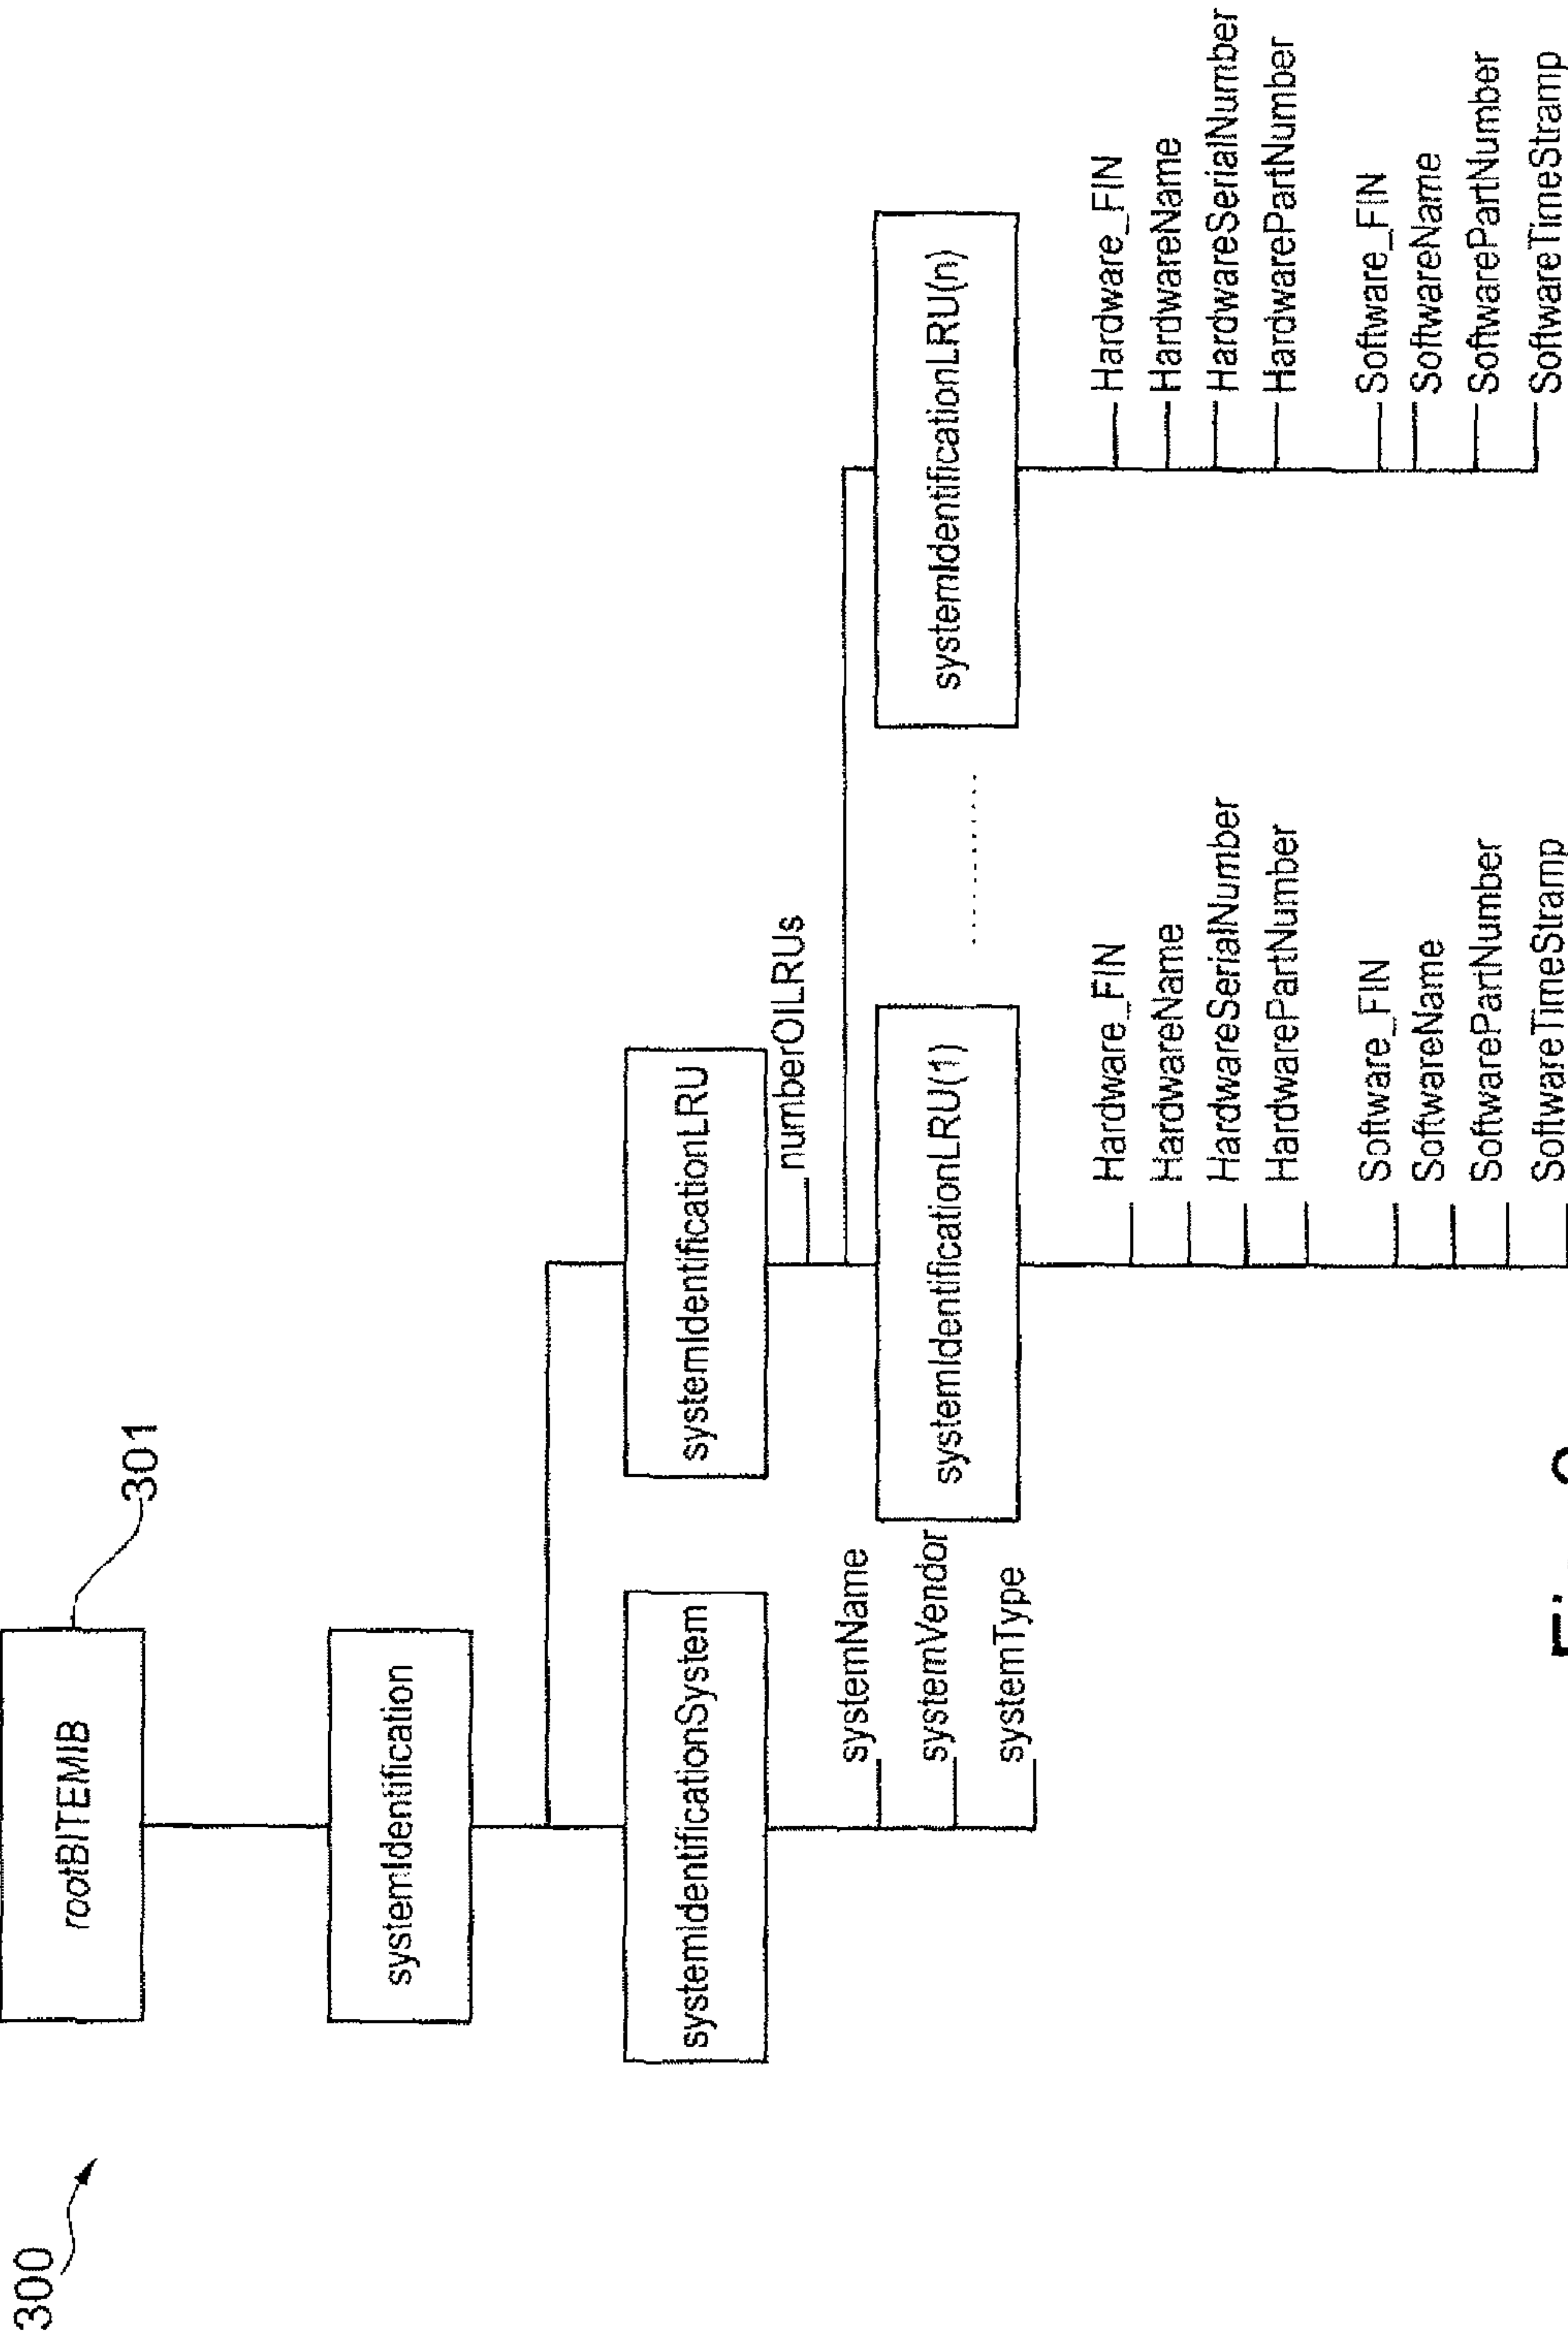 300
rootBITEMIB
301
systemIdentification
systemIdentificationSystem
systemIdentificationLRU
systemName
systemVendor
systemType
numberOILRUs
systemIdentificationLRU(1)
.........
systemIdentificationLRU(n)
Hardware_FIN
HardwareName
HardwareSerialNumber
HardwarePartNumber
Software_FIN
SoftwareName
SoftwarePartNumber
SoftwareTimeStramp
Hardware_FIN
HardwareName
HardwareSerialNumber
HardwarePartNumber
Software_FIN
SoftwareName
SoftwarePartNumber
SoftwareTimeStramp